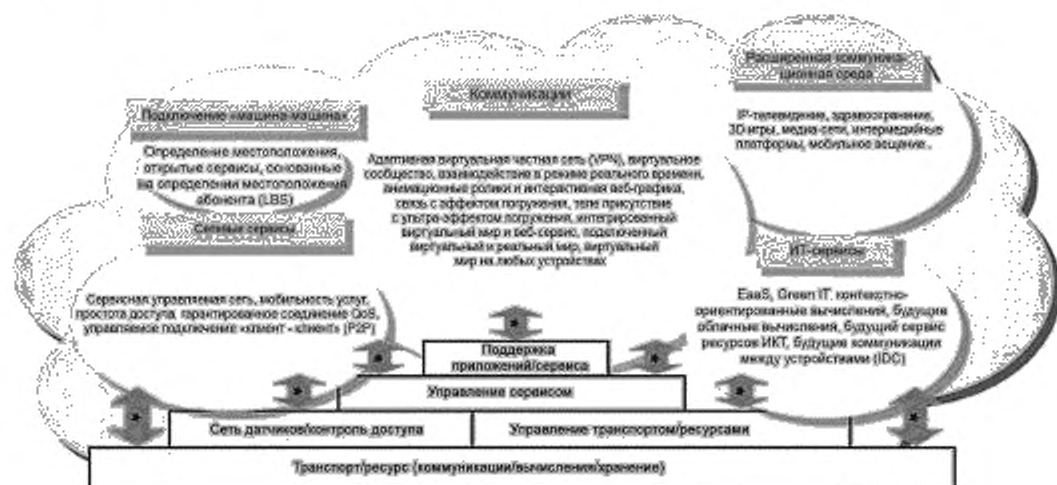 Подключение «машина-машина»
Определение местоположения,
открытые сервисы, основанные
на определении местоположения
абонента (LBS)
Сетевые сервисы
Сервисная управляемая сеть, мобильность услуг,
простота доступа, гарантированное соединение QoS,
управляемое подключение «клиент - клиент» (P2P)
Коммуникации
Адаптивная виртуальная частная сеть (VPN), виртуальное
сообщество, взаимодействие в режиме реального времени,
анимационные ролики и интерактивная веб-графика,
связь с эффектом погружения, теле присутствие
с ультра-эффектом погружения, интегрированный
виртуальный мир и веб-сервис, подключенный
виртуальный и реальный мир, виртуальный
мир на любых устройствах
Расширенная коммуника-
ционная среда
IP-телевидение, здравоохранение,
3D игры, медиа-сети, интермедийные
платформы, мобильное вещание..
ИТ-сервисы
EaaS, Green IT, контекстно-
ориентированные вычисления, будущие
облачные вычисления, будущий сервис
ресурсов ИКТ, будущие коммуникации
между устройствами (IDC)
Поддержка
приложений/сервиса
Управление сервисом
Сеть датчиков/контроль доступа
Управление транспортом/ресурсами
Транспорт/ресурс (коммуникации/вычисления/хранение)